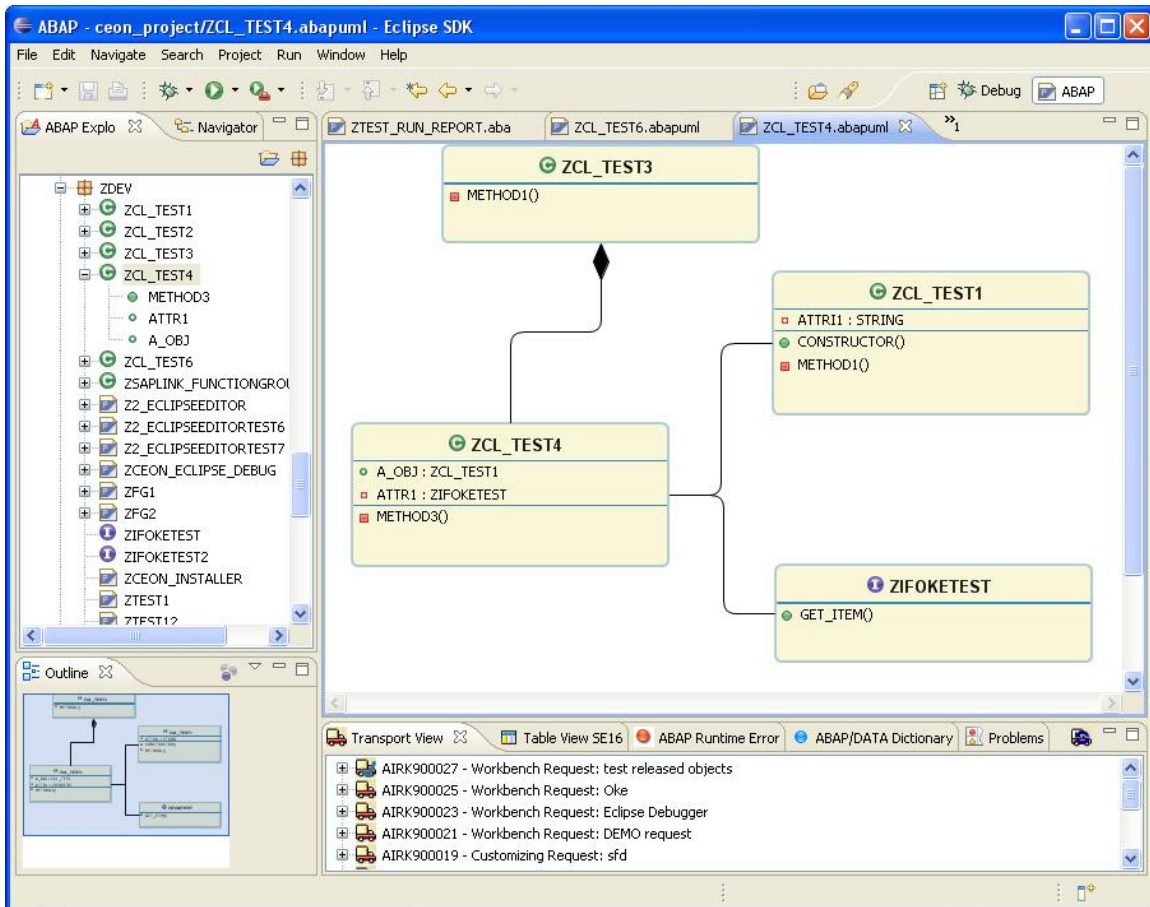 ABAP - ceon_project/ZCL_TEST4.abapuml - Eclipse SDK
File Edit Navigate Search Project Run Window Help
Debug ABAP
ABAP Explo Navigator
ZTEST_RUN_REPORT.aba ZCL_TEST6.abapuml ZCL_TEST4.abapuml »1
ZDEV
ZCL_TEST1
ZCL_TEST2
ZCL_TEST3
ZCL_TEST4
METHOD3
ATTR1
A_OBJ
ZCL_TEST6
ZSAPLINK_FUNCTIONGROU
Z2_ECLIPSEEDITOR
Z2_ECLIPSEEDITORTEST6
Z2_ECLIPSEEDITORTEST7
ZCEON_ECLIPSE_DEBUG
ZFG1
ZFG2
ZIFOKETEST
ZIFOKETEST2
ZCEON_INSTALLER
ZTEST1
ZTEST12
ZCL_TEST3
METHOD1()
ZCL_TEST1
ATTRI1 : STRING
CONSTRUCTOR()
METHOD1()
ZCL_TEST4
A_OBJ : ZCL_TEST1
ATTR1 : ZIFOKETEST
METHOD3()
ZIFOKETEST
GET_ITEM()
Outline
Transport View Table View SE16 ABAP Runtime Error ABAP/DATA Dictionary Problems
AIRK900027 - Workbench Request: test released objects
AIRK900025 - Workbench Request: Oke
AIRK900023 - Workbench Request: Eclipse Debugger
AIRK900021 - Workbench Request: DEMO request
AIRK900019 - Customizing Request: sfd